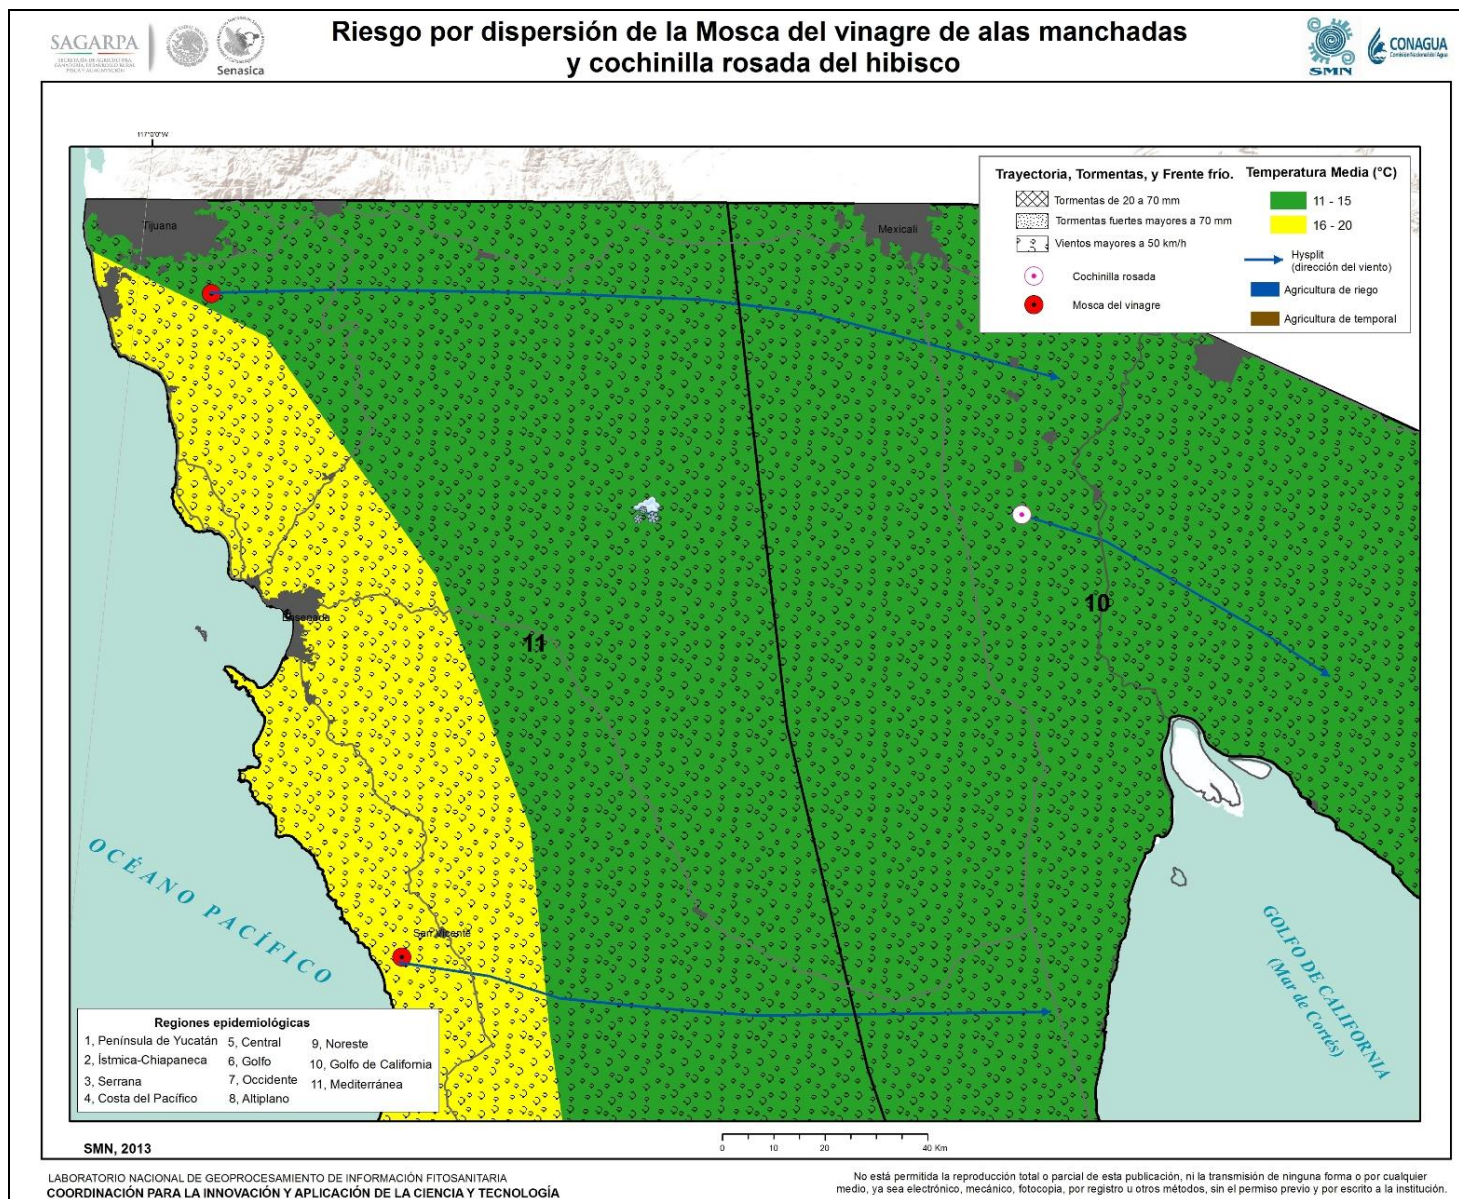 Riesgo por dispersión de la Mosca del vinagre de alas manchadas
y cochinilla rosada del hibisco
SAGARPA
Senasica
SMN
CONAGUA
Comisión Nacional del Agua
117°0'0"W
Trayectoria, Tormentas, y Frente frío.
Tormentas de 20 a 70 mm
Tormentas fuertes mayores a 70 mm
Vientos mayores a 50 km/h
Cochinilla rosada
Mosca del vinagre
Temperatura Media (°C)
11 - 15
16 - 20
Hysplit
(dirección del viento)
Agricultura de riego
Agricultura de temporal
Tijuana
Mexicali
10
Ensenada
11
San Vicente
OCÉANO PACÍFICO
GOLFO DE CALIFORNIA
(Mar de Cortés)
Regiones epidemiológicas
1, Península de Yucatán
2, Ístmica-Chiapaneca
3, Serrana
4, Costa del Pacífico
5, Central
6, Golfo
7, Occidente
8, Altiplano
9, Noreste
10, Golfo de California
11, Mediterránea
SMN, 2013
0 10 20 40 Km
LABORATORIO NACIONAL DE GEOPROCESAMIENTO DE INFORMACIÓN FITOSANITARIA
COORDINACIÓN PARA LA INNOVACIÓN Y APLICACIÓN DE LA CIENCIA Y TECNOLOGÍA
No está permitida la reproducción total o parcial de esta publicación, ni la transmisión de ninguna forma o por cualquier
medio, ya sea electrónico, mecánico, fotocopia, por registro u otros métodos, sin el permiso previo y por escrito a la institución.